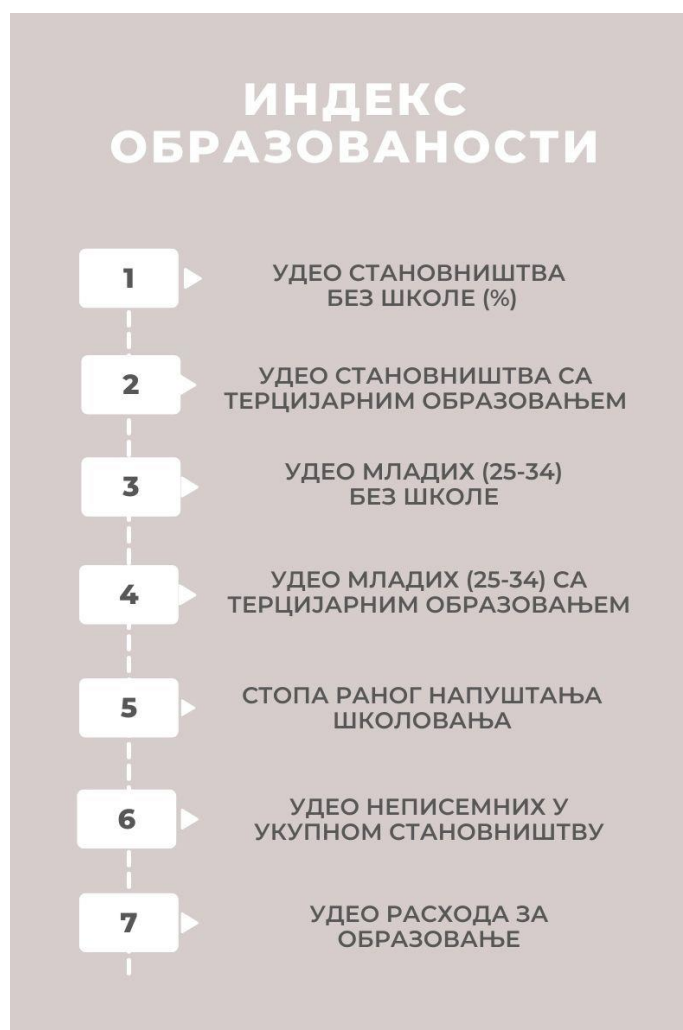 ИНДЕКС
ОБРАЗОВАНОСТИ
1
УДЕО СТАНОВНИШТВА
БЕЗ ШКОЛЕ (%)
2
УДЕО СТАНОВНИШТВА СА
ТЕРЦИЈАРНИМ ОБРАЗОВАЊЕМ
3
УДЕО МЛАДИХ (25-34)
БЕЗ ШКОЛЕ
4
УДЕО МЛАДИХ (25-34) СА
ТЕРЦИЈАРНИМ ОБРАЗОВАЊЕМ
5
СТОПА РАНОГ НАПУШТАЊА
ШКОЛОВАЊА
6
УДЕО НЕПИСЕМНИХ У
УКУПНОМ СТАНОВНИШТВУ
7
УДЕО РАСХОДА ЗА
ОБРАЗОВАЊЕ